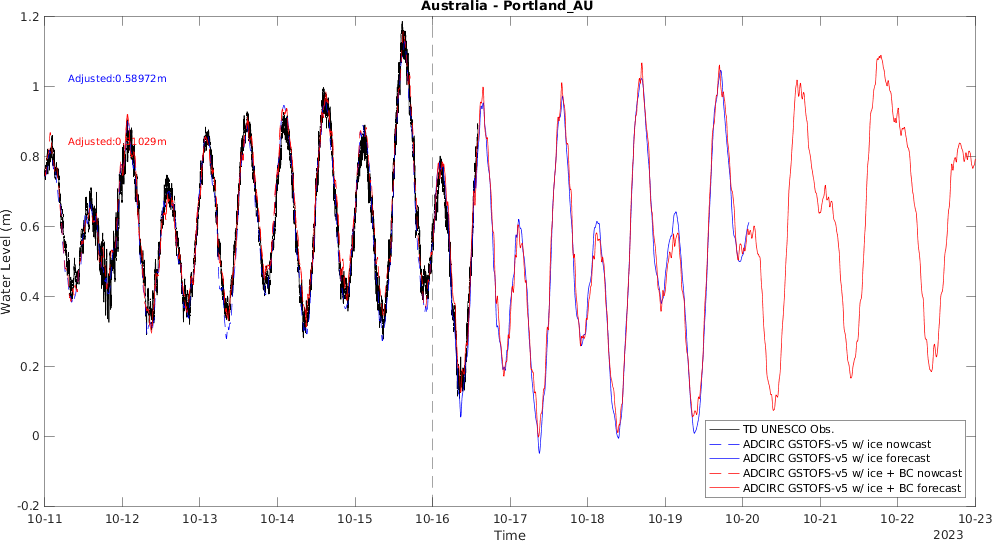 Australia - Portland_AU
1.2
1
0.8
0.6
0.4
0.2
0
-0.2
Water Level (m)
Adjusted:0.58972m
1029m
10-11
10-12
10-13
10-14
10-15
10-16
10-17
10-18
10-19
10-20
10-21
10-22
10-23
Time
2023
TD UNESCO Obs.
ADCIRC GSTOFS-v5 w/ ice nowcast
ADCIRC GSTOFS-v5 w/ ice forecast
ADCIRC GSTOFS-v5 w/ ice + BC nowcast
ADCIRC GSTOFS-v5 w/ ice + BC forecast